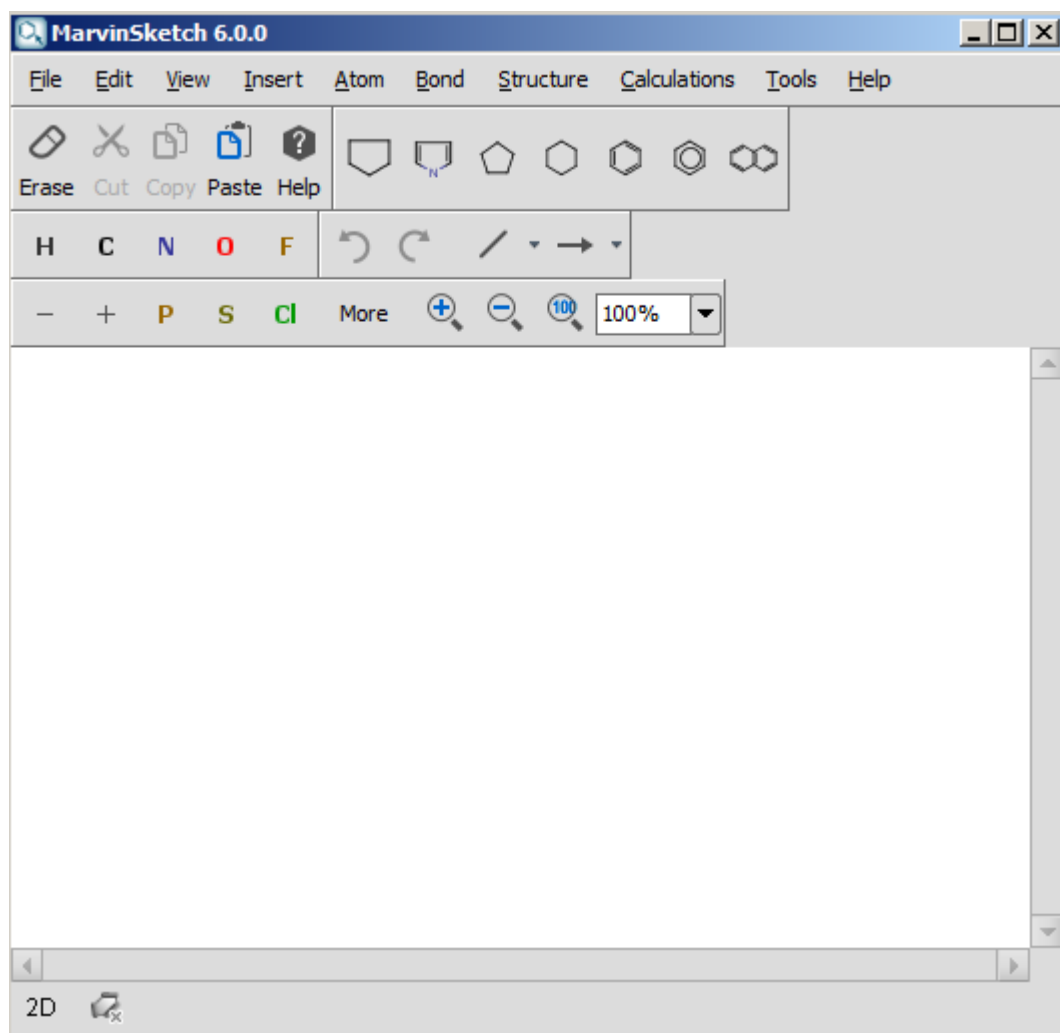 MarvinSketch 6.0.0
File Edit View Insert Atom Bond Structure Calculations Tools Help
Erase Cut Copy Paste Help N
H C N O F
- + P S Cl More 100 100%
2D